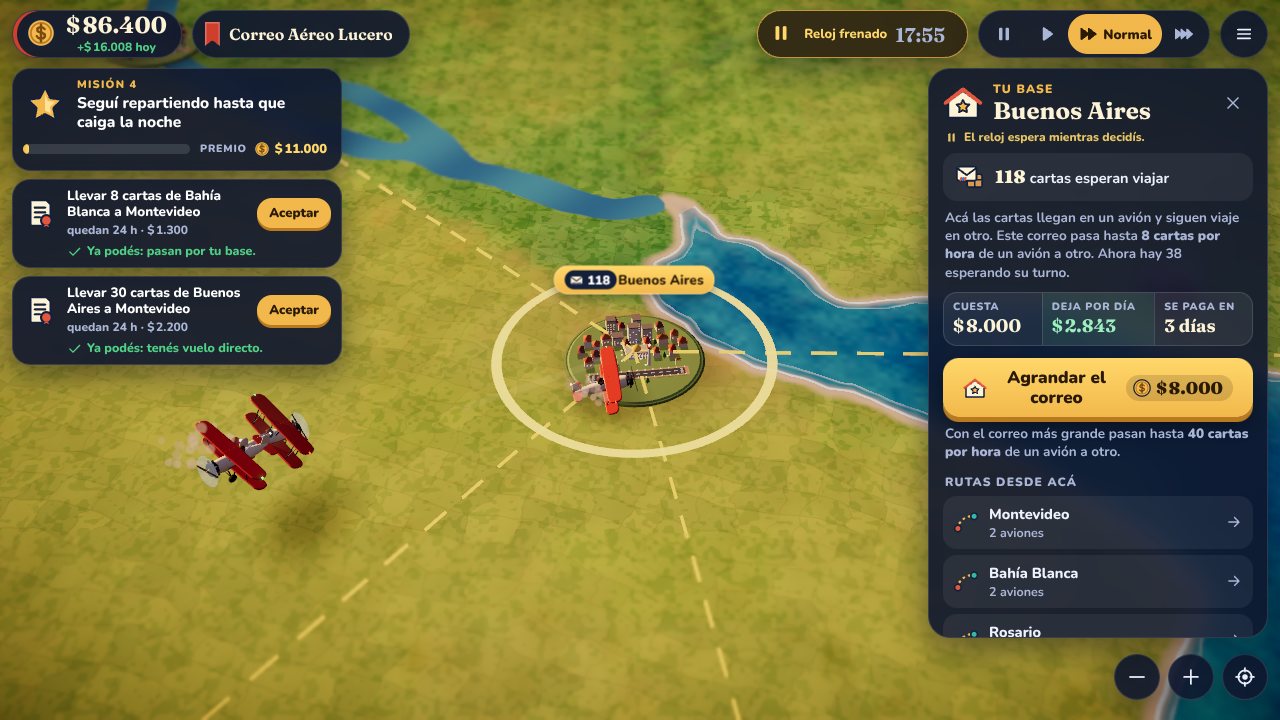 $86.400
+$16.008 hoy
Correo Aéreo Lucero
Reloj frenado 17:55
Normal
MISIÓN 4
Seguí repartiendo hasta que
caiga la noche
PREMIO $11.000
Llevar 8 cartas de Bahía
Blanca a Montevideo
quedan 24 h · $1.300
Aceptar
Ya podés: pasan por tu base.
Llevar 30 cartas de Buenos
Aires a Montevideo
quedan 24 h · $2.200
Aceptar
Ya podés: tenés vuelo directo.
118 Buenos Aires
TU BASE
Buenos Aires
El reloj espera mientras decidís.
118 cartas esperan viajar
Acá las cartas llegan en un avión y siguen viaje
en otro. Este correo pasa hasta 8 cartas por
hora de un avión a otro. Ahora hay 38
esperando su turno.
CUESTA
$8.000
DEJA POR DÍA
$2.843
SE PAGA EN
3 días
Agrandar el
correo
$8.000
Con el correo más grande pasan hasta 40 cartas
por hora de un avión a otro.
RUTAS DESDE ACÁ
Montevideo
2 aviones
Bahía Blanca
2 aviones
Rosario